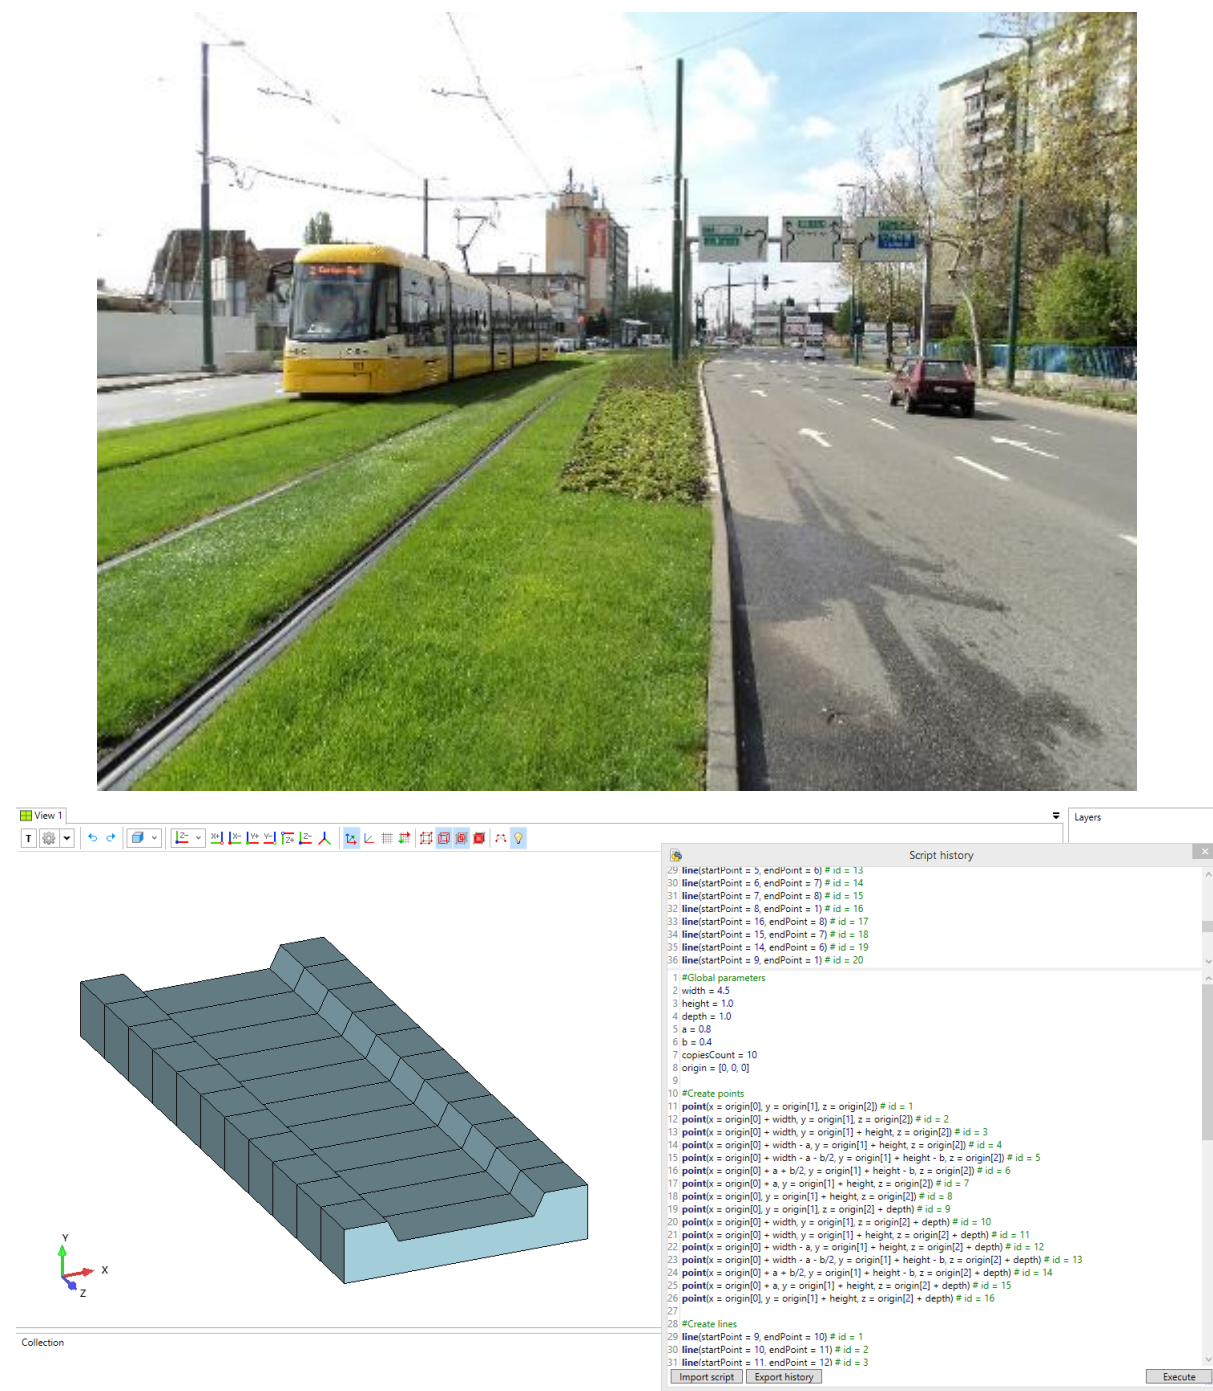 View 1
Layers
T
Z-
X+
X-
Y+
Y-
Z+
Z-
Script history
29 line(startPoint = 5, endPoint = 6) # id = 13
30 line(startPoint = 6, endPoint = 7) # id = 14
31 line(startPoint = 7, endPoint = 8) # id = 15
32 line(startPoint = 8, endPoint = 1) # id = 16
33 line(startPoint = 16, endPoint = 8) # id = 17
34 line(startPoint = 15, endPoint = 7) # id = 18
35 line(startPoint = 14, endPoint = 6) # id = 19
36 line(startPoint = 9, endPoint = 1) # id = 20
1 #Global parameters
2 width = 4.5
3 height = 1.0
4 depth = 1.0
5 a = 0.8
6 b = 0.4
7 copiesCount = 10
8 origin = [0, 0, 0]
9
10 #Create points
11 point(x = origin[0], y = origin[1], z = origin[2]) # id = 1
12 point(x = origin[0] + width, y = origin[1], z = origin[2]) # id = 2
13 point(x = origin[0] + width, y = origin[1] + height, z = origin[2]) # id = 3
14 point(x = origin[0] + width - a, y = origin[1] + height, z = origin[2]) # id = 4
15 point(x = origin[0] + width - a - b/2, y = origin[1] + height - b, z = origin[2]) # id = 5
16 point(x = origin[0] + a + b/2, y = origin[1] + height - b, z = origin[2]) # id = 6
17 point(x = origin[0] + a, y = origin[1] + height, z = origin[2]) # id = 7
18 point(x = origin[0], y = origin[1] + height, z = origin[2]) # id = 8
19 point(x = origin[0], y = origin[1], z = origin[2] + depth) # id = 9
20 point(x = origin[0] + width, y = origin[1], z = origin[2] + depth) # id = 10
21 point(x = origin[0] + width, y = origin[1] + height, z = origin[2] + depth) # id = 11
22 point(x = origin[0] + width - a, y = origin[1] + height, z = origin[2] + depth) # id = 12
23 point(x = origin[0] + width - a - b/2, y = origin[1] + height - b, z = origin[2] + depth) # id = 13
24 point(x = origin[0] + a + b/2, y = origin[1] + height - b, z = origin[2] + depth) # id = 14
25 point(x = origin[0] + a, y = origin[1] + height, z = origin[2] + depth) # id = 15
26 point(x = origin[0], y = origin[1] + height, z = origin[2] + depth) # id = 16
27
28 #Create lines
29 line(startPoint = 9, endPoint = 10) # id = 1
30 line(startPoint = 10, endPoint = 11) # id = 2
31 line(startPoint = 11, endPoint = 12) # id = 3
Y
X
Z
Collection
Import script
Export history
Execute